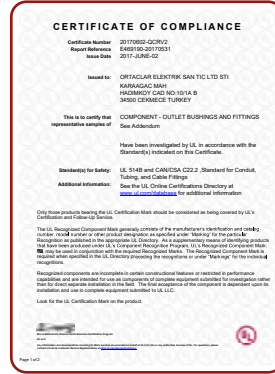 CERTIFICATE OF COMPLIANCE
Certificate Number 20170602-QCRV2
Report Reference E469190-20170531
Issue Date 2017-JUNE-02
Issued to: ORTACLAR ELEKTRIK SAN TIC LTD STI
KARAAGAC MAH
HADIMKOY CAD NO:10/1A B
34500 CEKMECE TURKEY
This is to certify that COMPONENT - OUTLET BUSHINGS AND FITTINGS
representative samples of See Addendum
Have been investigated by UL in accordance with the
Standard(s) indicated on this Certificate.
Standard(s) for Safety: UL 514B and CAN/CSA C22.2 ,Standard for Conduit,
Tubing, and Cable Fittings
Additional Information: See the UL Online Certifications Directory at
www.ul.com/database for additional information
Only those products bearing the UL Certification Mark should be considered as being covered by UL's
Certification and Follow-Up Service.
The UL Recognized Component Mark generally consists of the manufacturer's identification and catalog
number, model number or other product designation as specified under "Marking" for the particular
Recognition as published in the appropriate UL Directory. As a supplementary means of identifying products
that have been produced under UL's Component Recognition Program, UL's Recognized Component Mark:
may be used in conjunction with the required Recognized Marks. The Recognized Component Mark is
required when specified in the UL Directory preceding the recognitions or under "Markings" for the individual
recognitions.
Recognized components are incomplete in certain constructional features or restricted in performance
capabilities and are intended for use as components of complete equipment submitted for investigation rather
than for direct separate installation in the field. The final acceptance of the component is dependent upon its
installation and use in complete equipment submitted to UL LLC.
Look for the UL Certification Mark on the product.
UL
Page 1 of 2